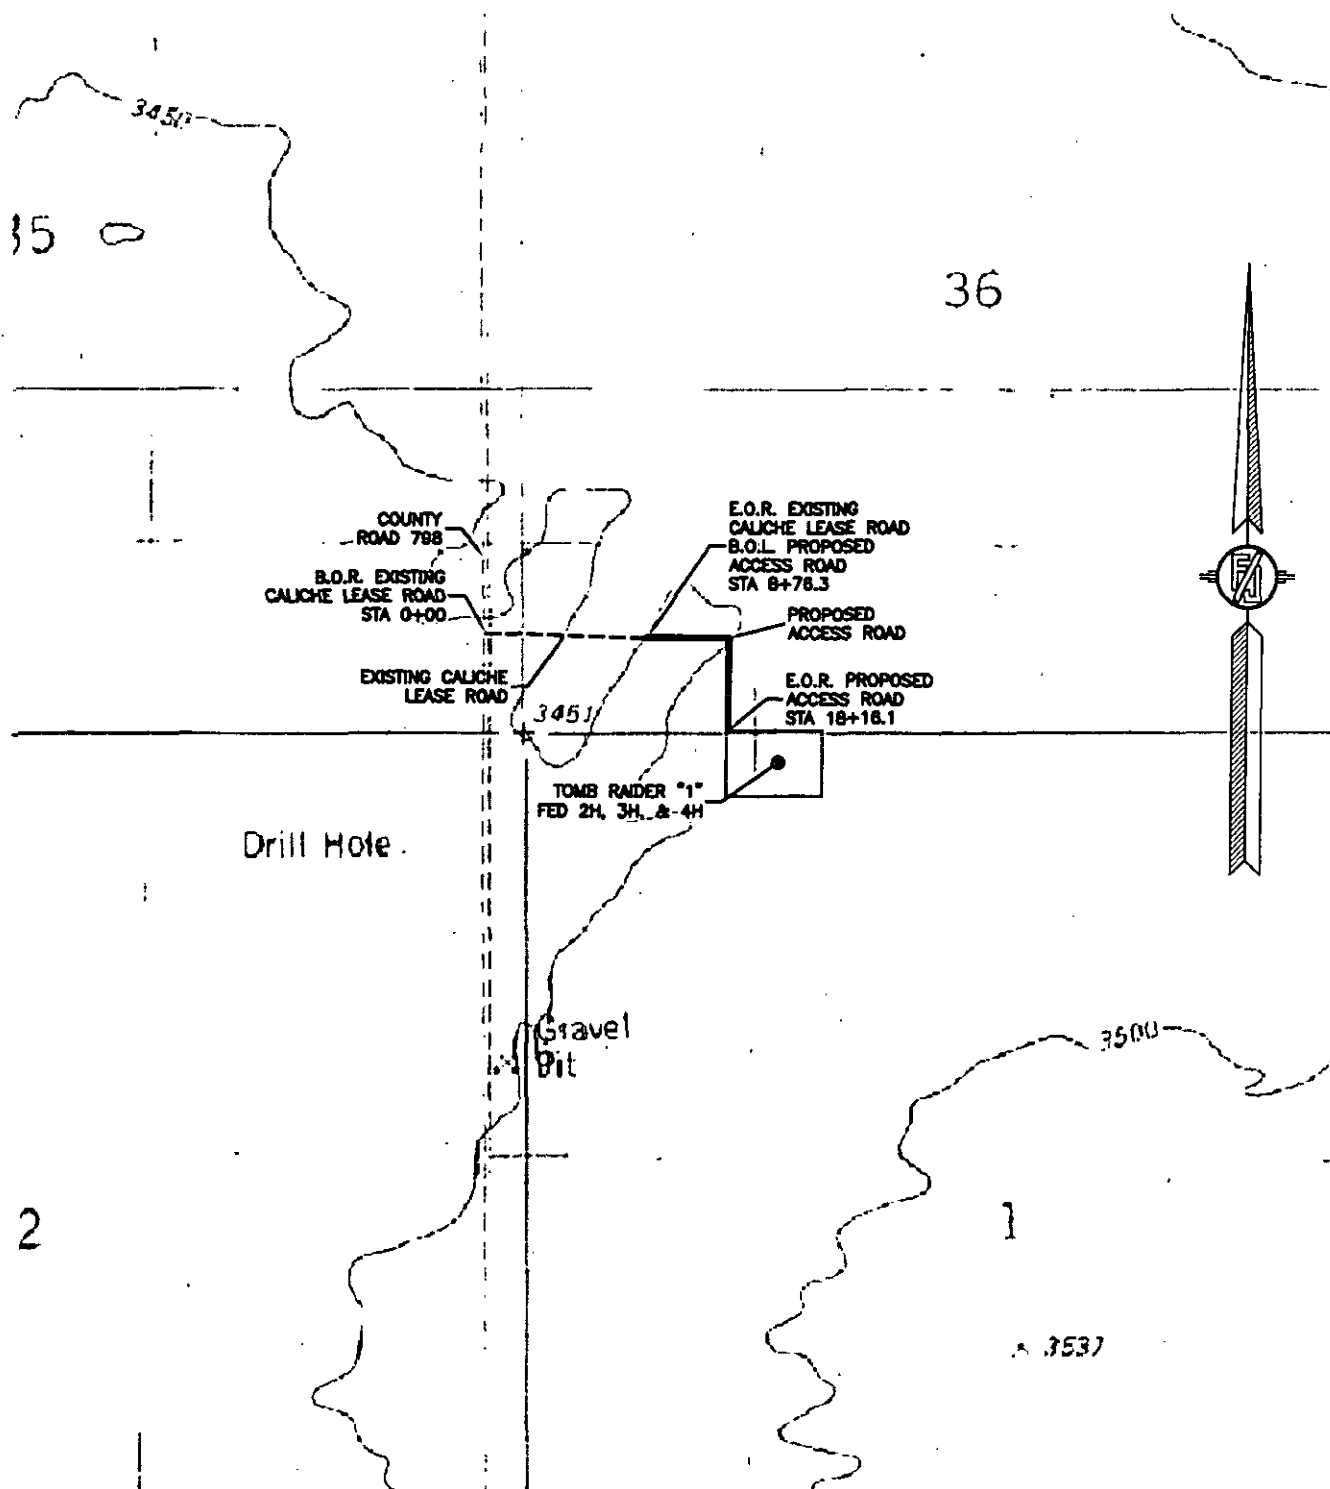 3450
35
36
COUNTY
ROAD 798
B.O.R. EXISTING
CALICHE LEASE ROAD
STA 0+00
E.O.R. EXISTING
CALICHE LEASE ROAD
B.O.L. PROPOSED
ACCESS ROAD
STA 8+76.3
PROPOSED
ACCESS ROAD
EXISTING CALICHE
LEASE ROAD
E.O.R. PROPOSED
ACCESS ROAD
STA 18+16.1
3451
TOMB RAIDER "1"
FED 2H, 3H, & 4H
Drill Hole
Gravel
Pit
3500
2
1
3537